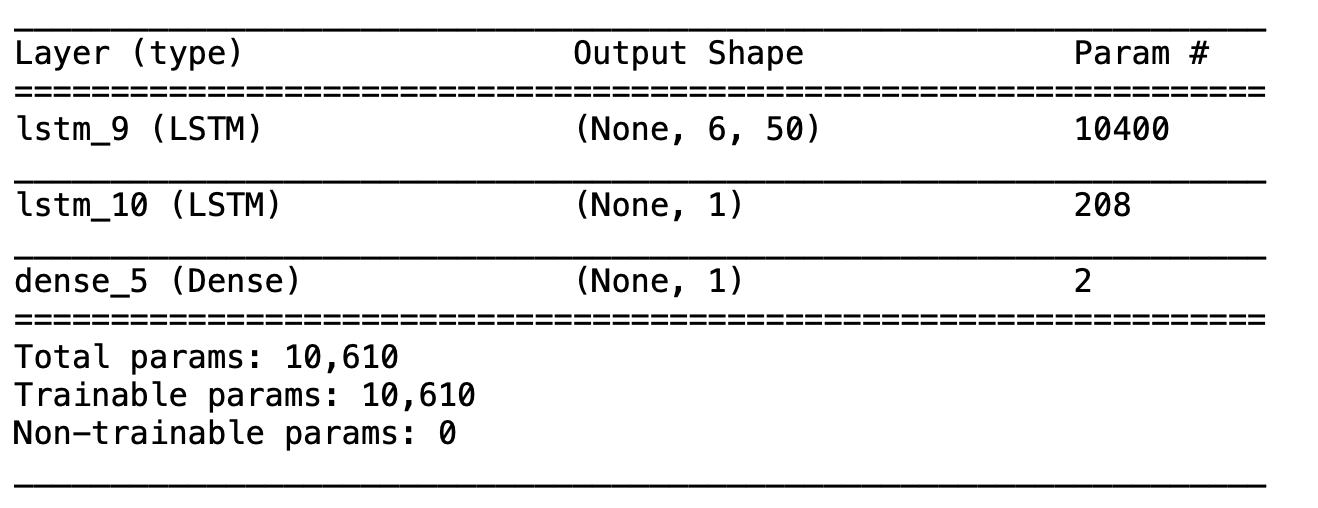 Layer (type) Output Shape Param #
=================================================================
lstm_9 (LSTM) (None, 6, 50) 10400
lstm_10 (LSTM) (None, 1) 208
dense_5 (Dense) (None, 1) 2
=================================================================
Total params: 10,610
Trainable params: 10,610
Non-trainable params: 0